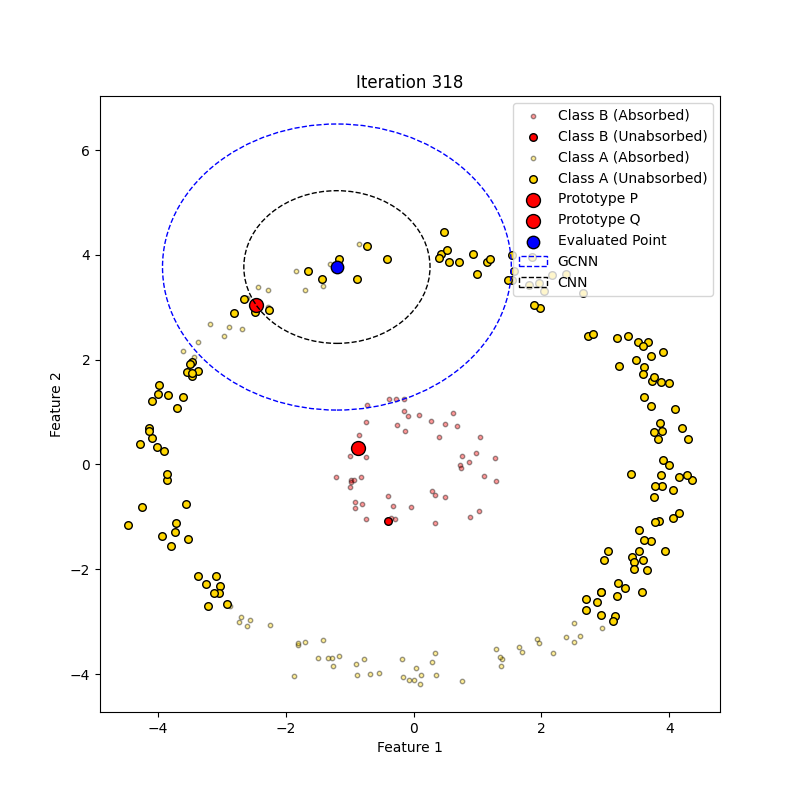 Iteration 318
Class B (Absorbed)
Class B (Unabsorbed)
Class A (Absorbed)
Class A (Unabsorbed)
Prototype P
Prototype Q
Evaluated Point
GCNN
CNN
6
4
2
0
−2
−4
Feature 2
−4 −2 0 2 4
Feature 1